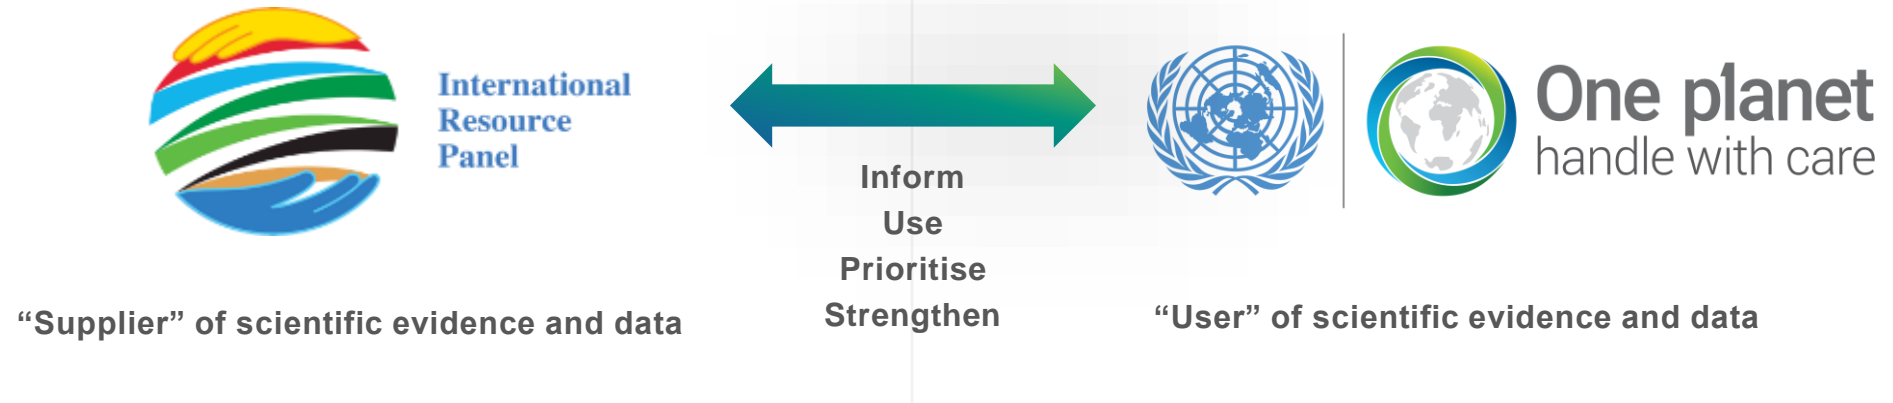 International
Resource
Panel
“Supplier” of scientific evidence and data
Inform
Use
Prioritise
Strengthen
One planet
handle with care
“User” of scientific evidence and data